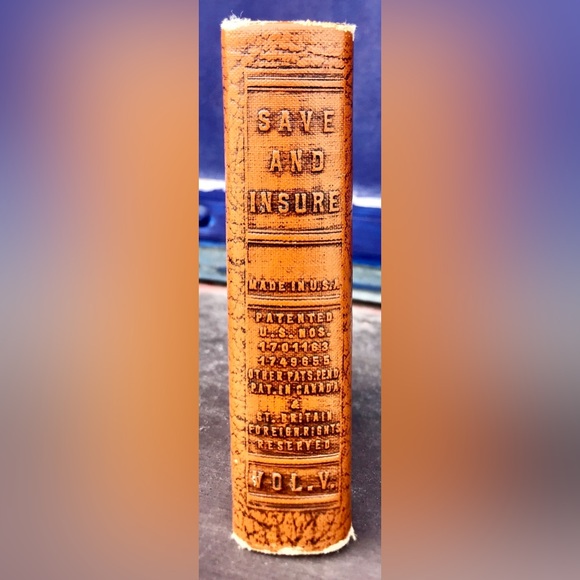 SAVE
AND
INSURE
MADE IN U.S.A.
PATENTED
U.S. NOS.
1701163
1749655
OTHER PATS. PEND
PAT. IN CANADA
&
GT. BRITAIN
FOREIGN RIGHTS
RESERVED
VOL. V.